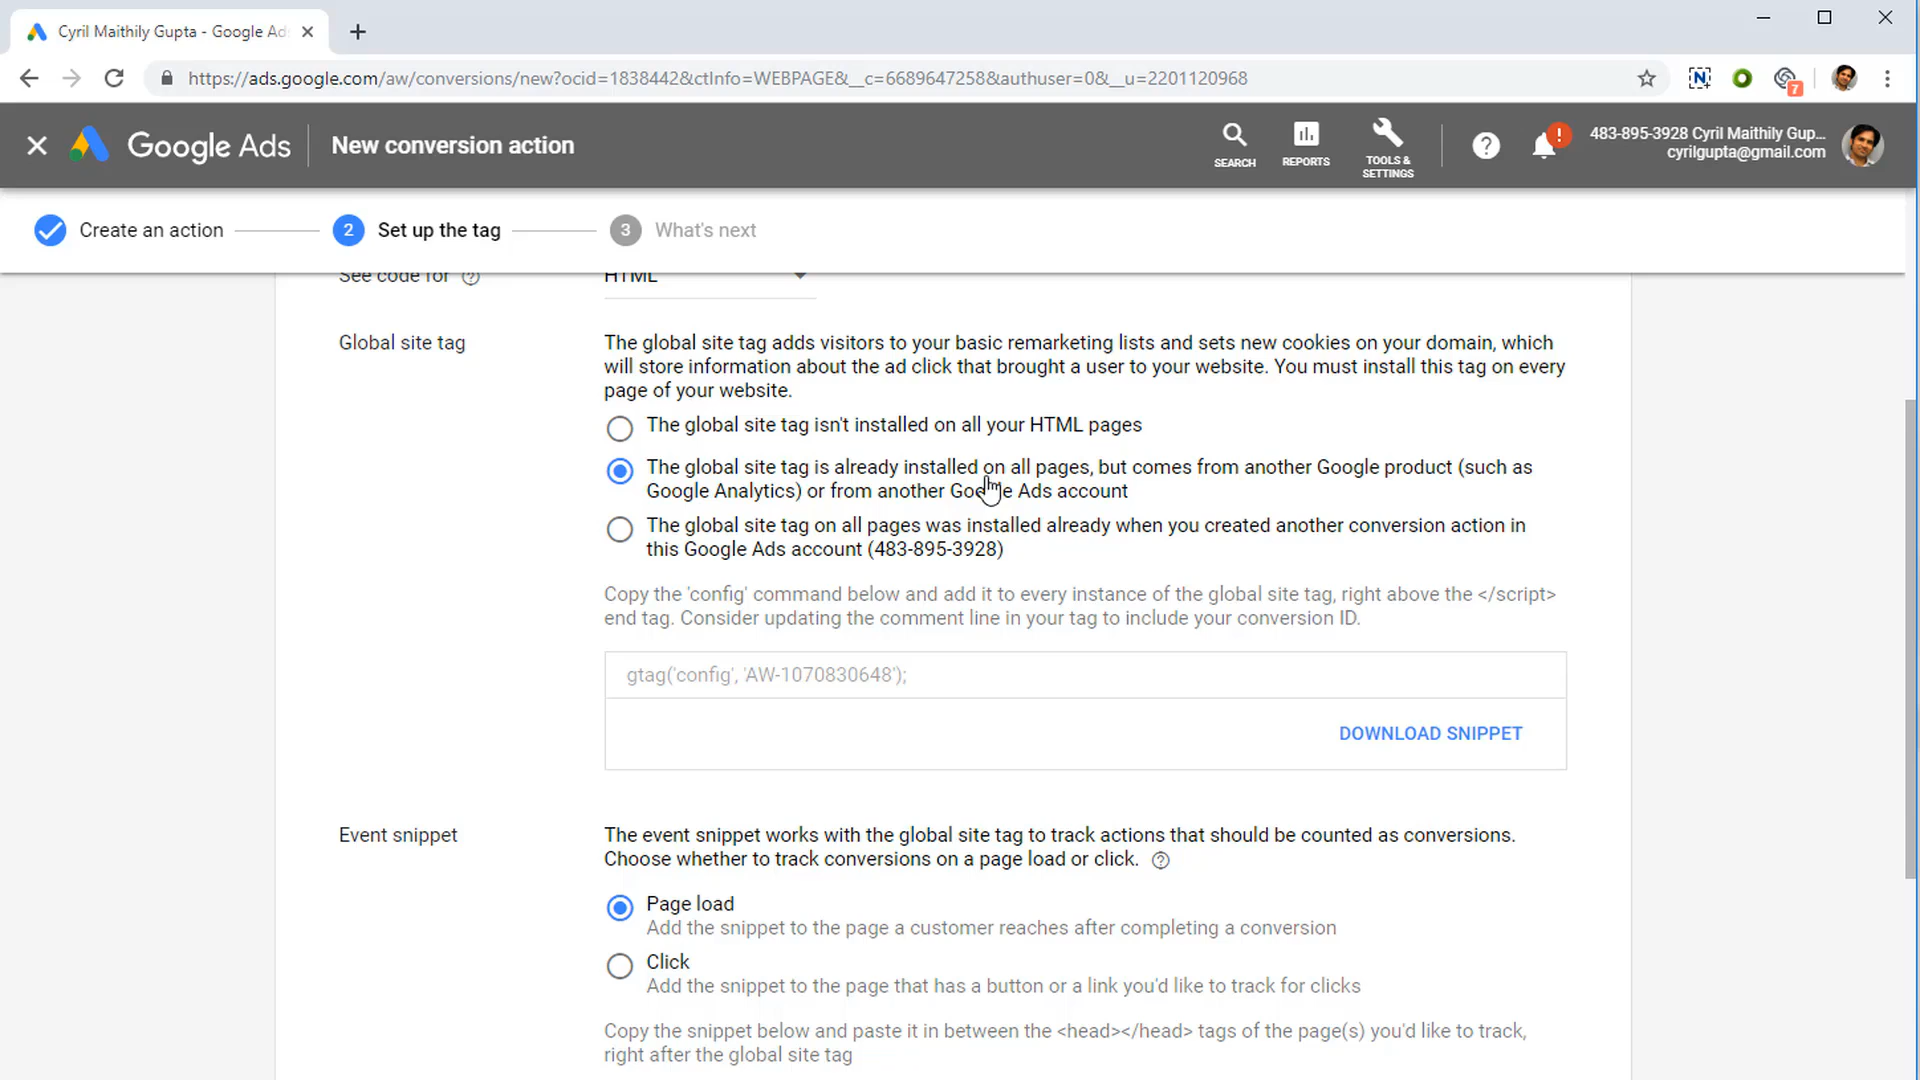 Cyril Maithily Gupta - Google Ad
https://ads.google.com/aw/conversions/new?ocid=1838442&ctInfo=WEBPAGE&__c=6689647258&authuser=0&__u=2201120968
N
7
Google Ads
New conversion action
SEARCH
REPORTS
TOOLS &
SETTINGS
?
!
483-895-3928 Cyril Maithily Gup...
cyrilgupta@gmail.com
Create an action
2 Set up the tag
3 What's next
See code for ?
HTML
Global site tag
The global site tag adds visitors to your basic remarketing lists and sets new cookies on your domain, which
will store information about the ad click that brought a user to your website. You must install this tag on every
page of your website.
The global site tag isn't installed on all your HTML pages
The global site tag is already installed on all pages, but comes from another Google product (such as
Google Analytics) or from another Google Ads account
The global site tag on all pages was installed already when you created another conversion action in
this Google Ads account (483-895-3928)
Copy the 'config' command below and add it to every instance of the global site tag, right above the </script>
end tag. Consider updating the comment line in your tag to include your conversion ID.
gtag('config', 'AW-1070830648');
DOWNLOAD SNIPPET
Event snippet
The event snippet works with the global site tag to track actions that should be counted as conversions.
Choose whether to track conversions on a page load or click. ?
Page load
Add the snippet to the page a customer reaches after completing a conversion
Click
Add the snippet to the page that has a button or a link you'd like to track for clicks
Copy the snippet below and paste it in between the <head></head> tags of the page(s) you'd like to track,
right after the global site tag